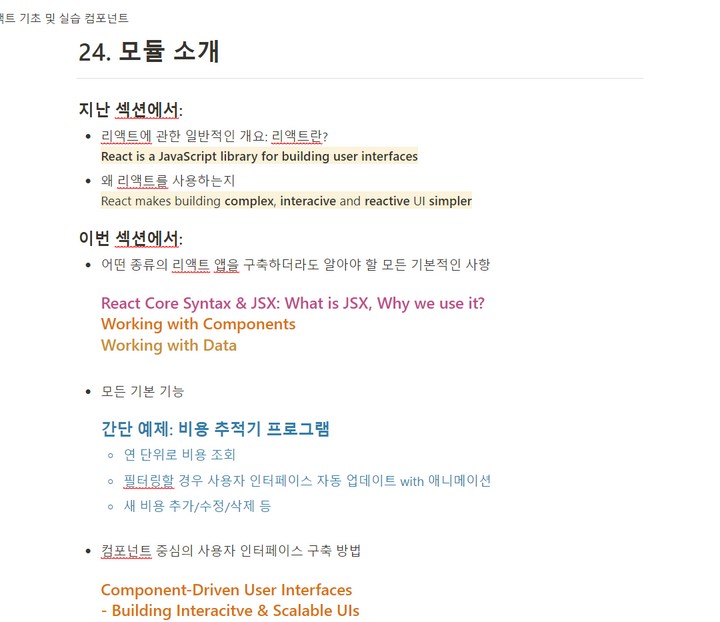 액트 기초 및 실습 컴포넌트
24. 모듈 소개
지난 섹션에서:
리액트에 관한 일반적인 개요: 리액트란?
React is a JavaScript library for building user interfaces
왜 리액트를 사용하는지
React makes building complex, interacive and reactive UI simpler
이번 섹션에서:
어떤 종류의 리액트 앱을 구축하더라도 알아야 할 모든 기본적인 사항
React Core Syntax & JSX: What is JSX, Why we use it?
Working with Components
Working with Data
모든 기본 기능
간단 예제: 비용 추적기 프로그램
연 단위로 비용 조회
필터링할 경우 사용자 인터페이스 자동 업데이트 with 애니메이션
새 비용 추가/수정/삭제 등
컴포넌트 중심의 사용자 인터페이스 구축 방법
Component-Driven User Interfaces
- Building Interacitve & Scalable UIs